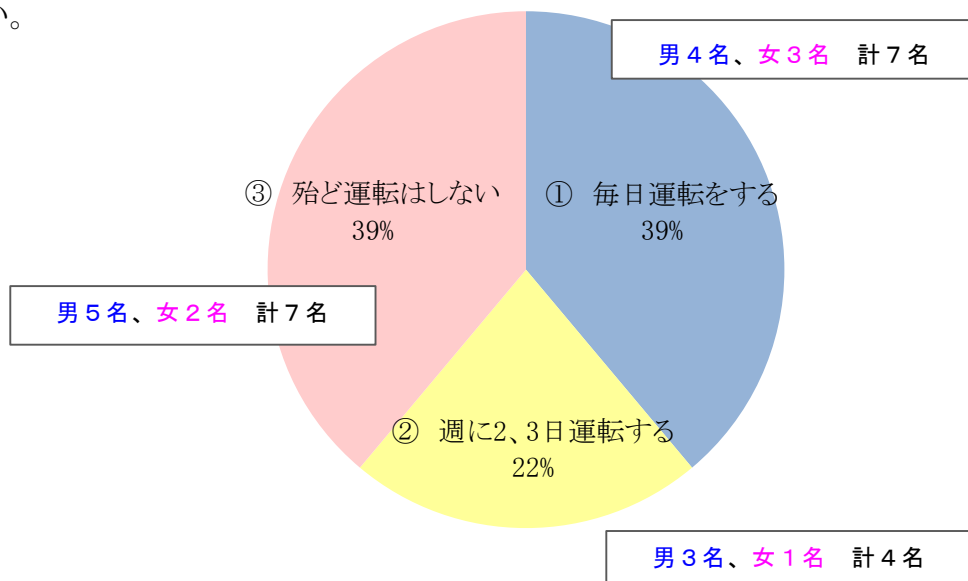 い。
男４名、女３名　計７名
③　殆ど運転はしない
39%
①　毎日運転をする
39%
男５名、女２名　計７名
②　週に2、3日運転する
22%
男３名、女１名　計４名